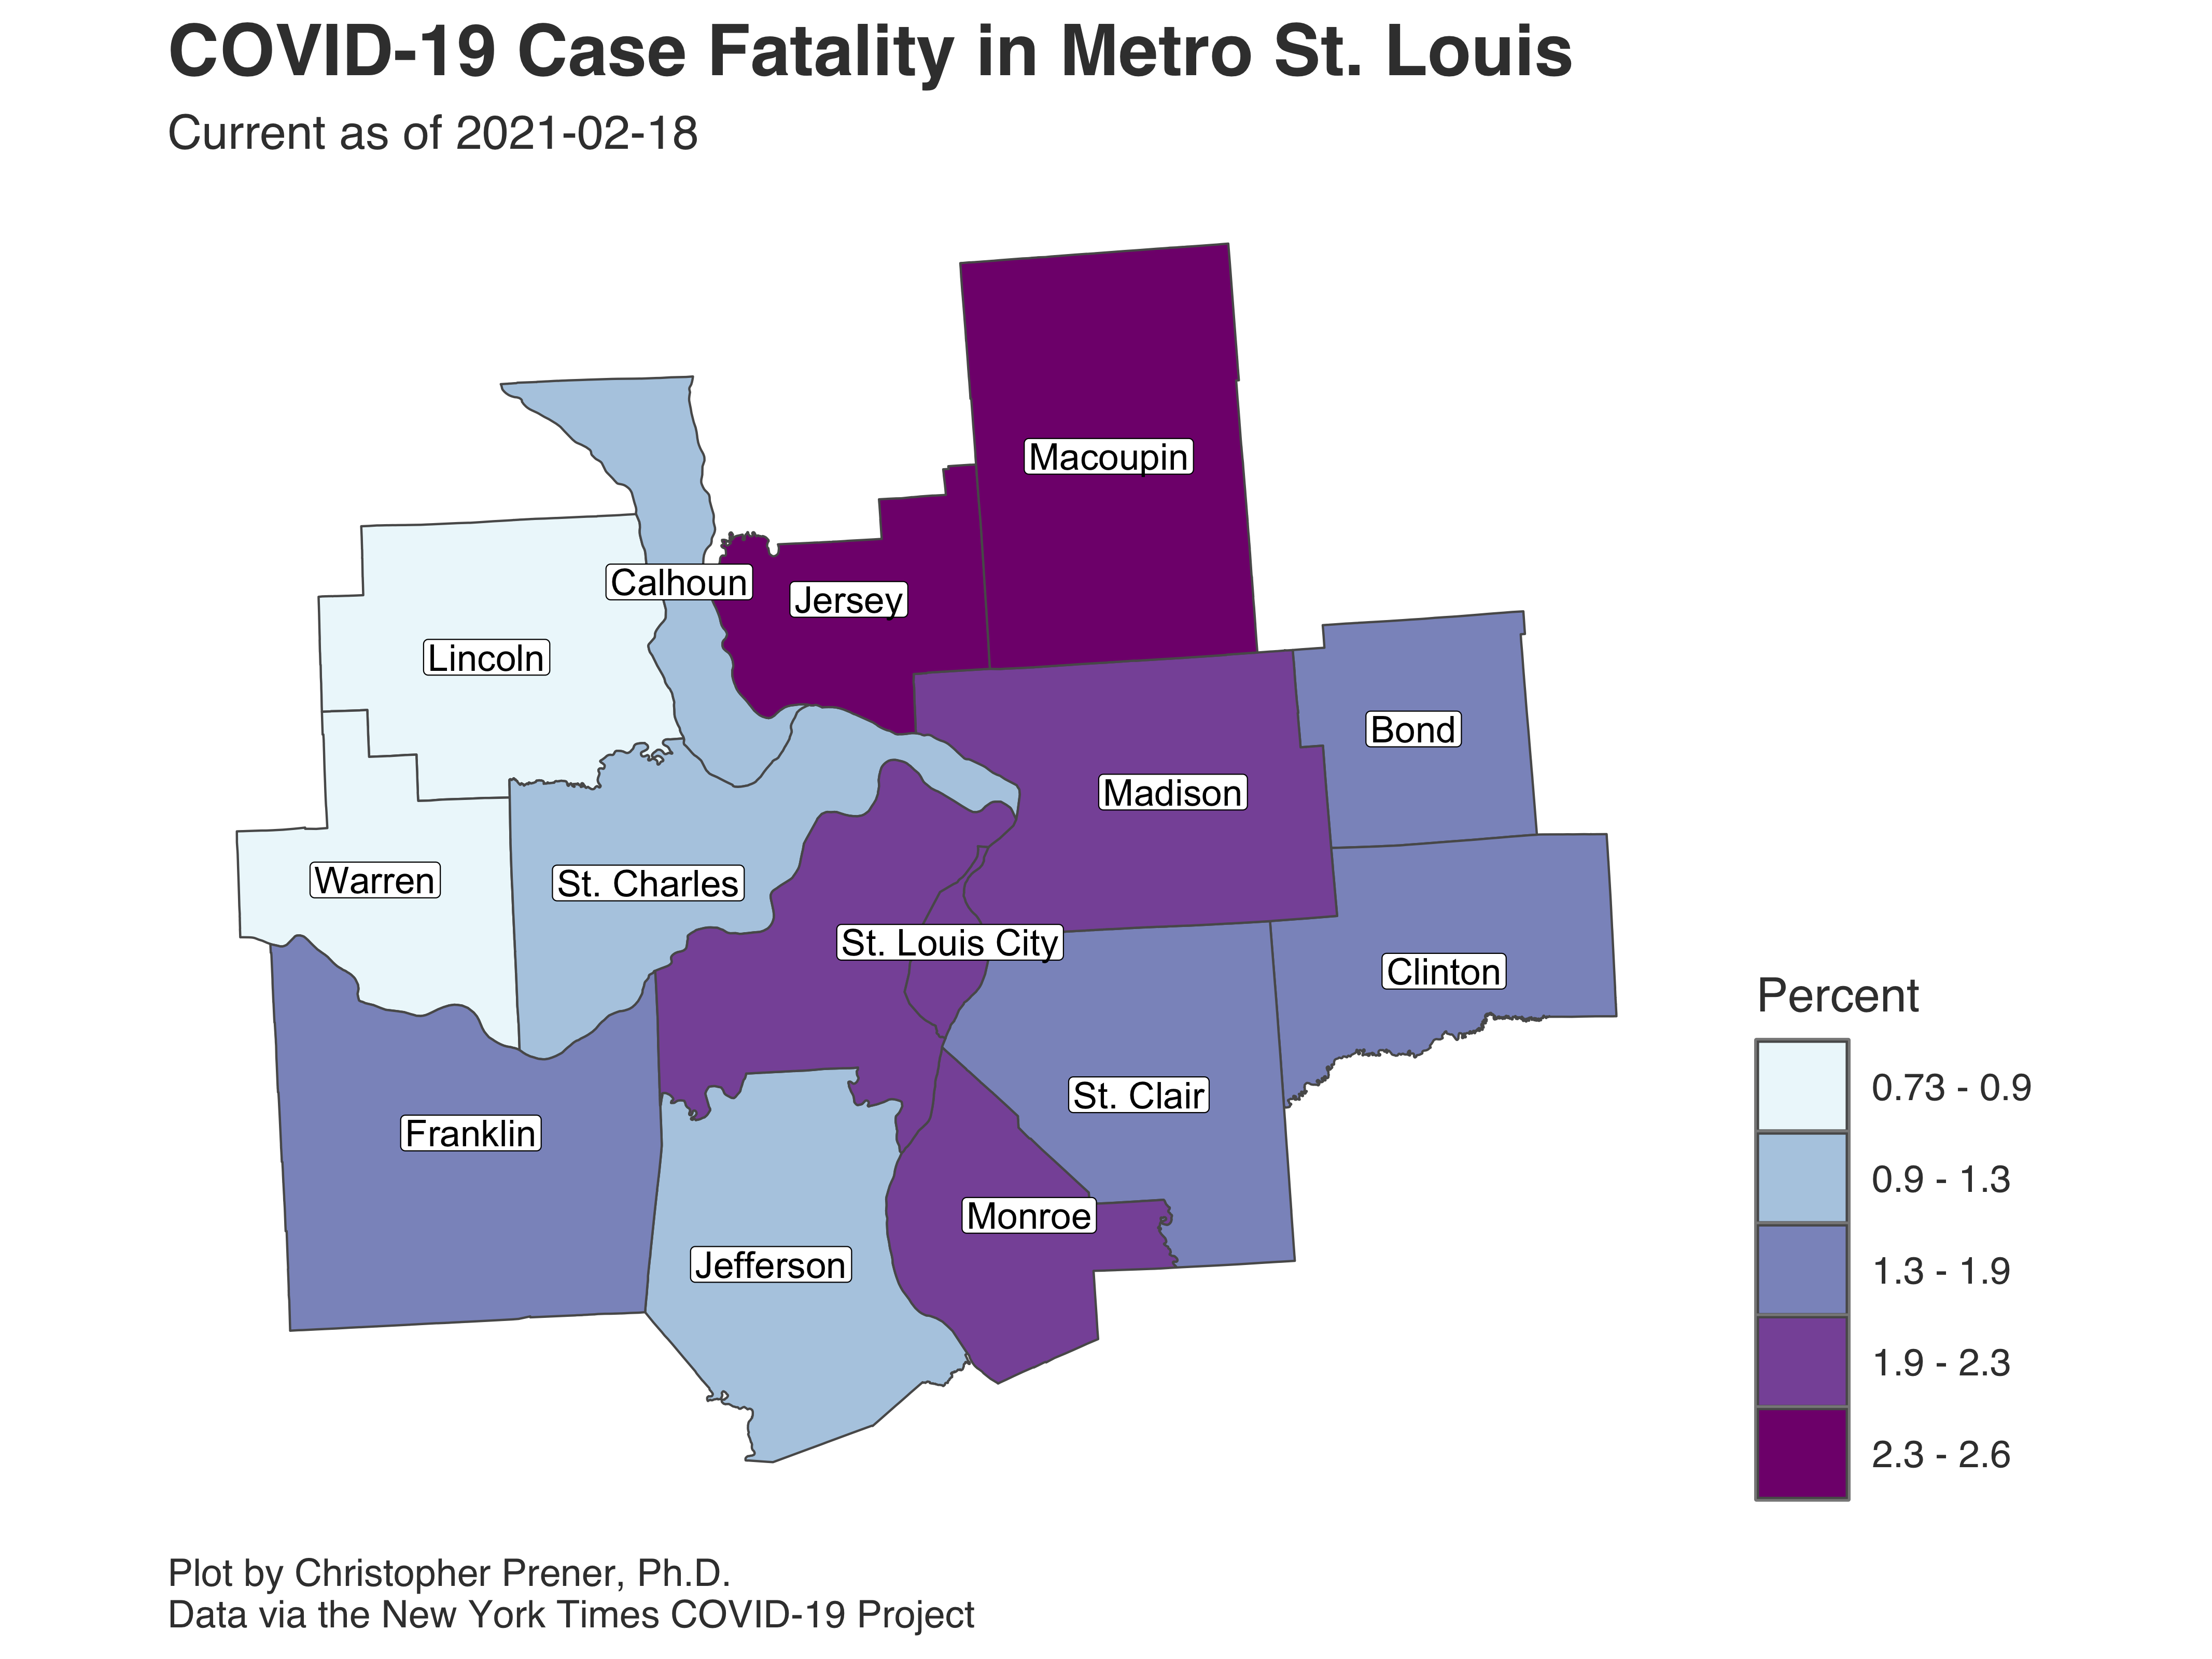 COVID-19 Case Fatality in Metro St. Louis
Current as of 2021-02-18
Macoupin
Calhoun
Jersey
Lincoln
Bond
Madison
Warren
St. Charles
St. Louis City
Clinton
St. Clair
Franklin
Monroe
Jefferson
Percent
0.73 - 0.9
0.9 - 1.3
1.3 - 1.9
1.9 - 2.3
2.3 - 2.6
Plot by Christopher Prener, Ph.D.
Data via the New York Times COVID-19 Project